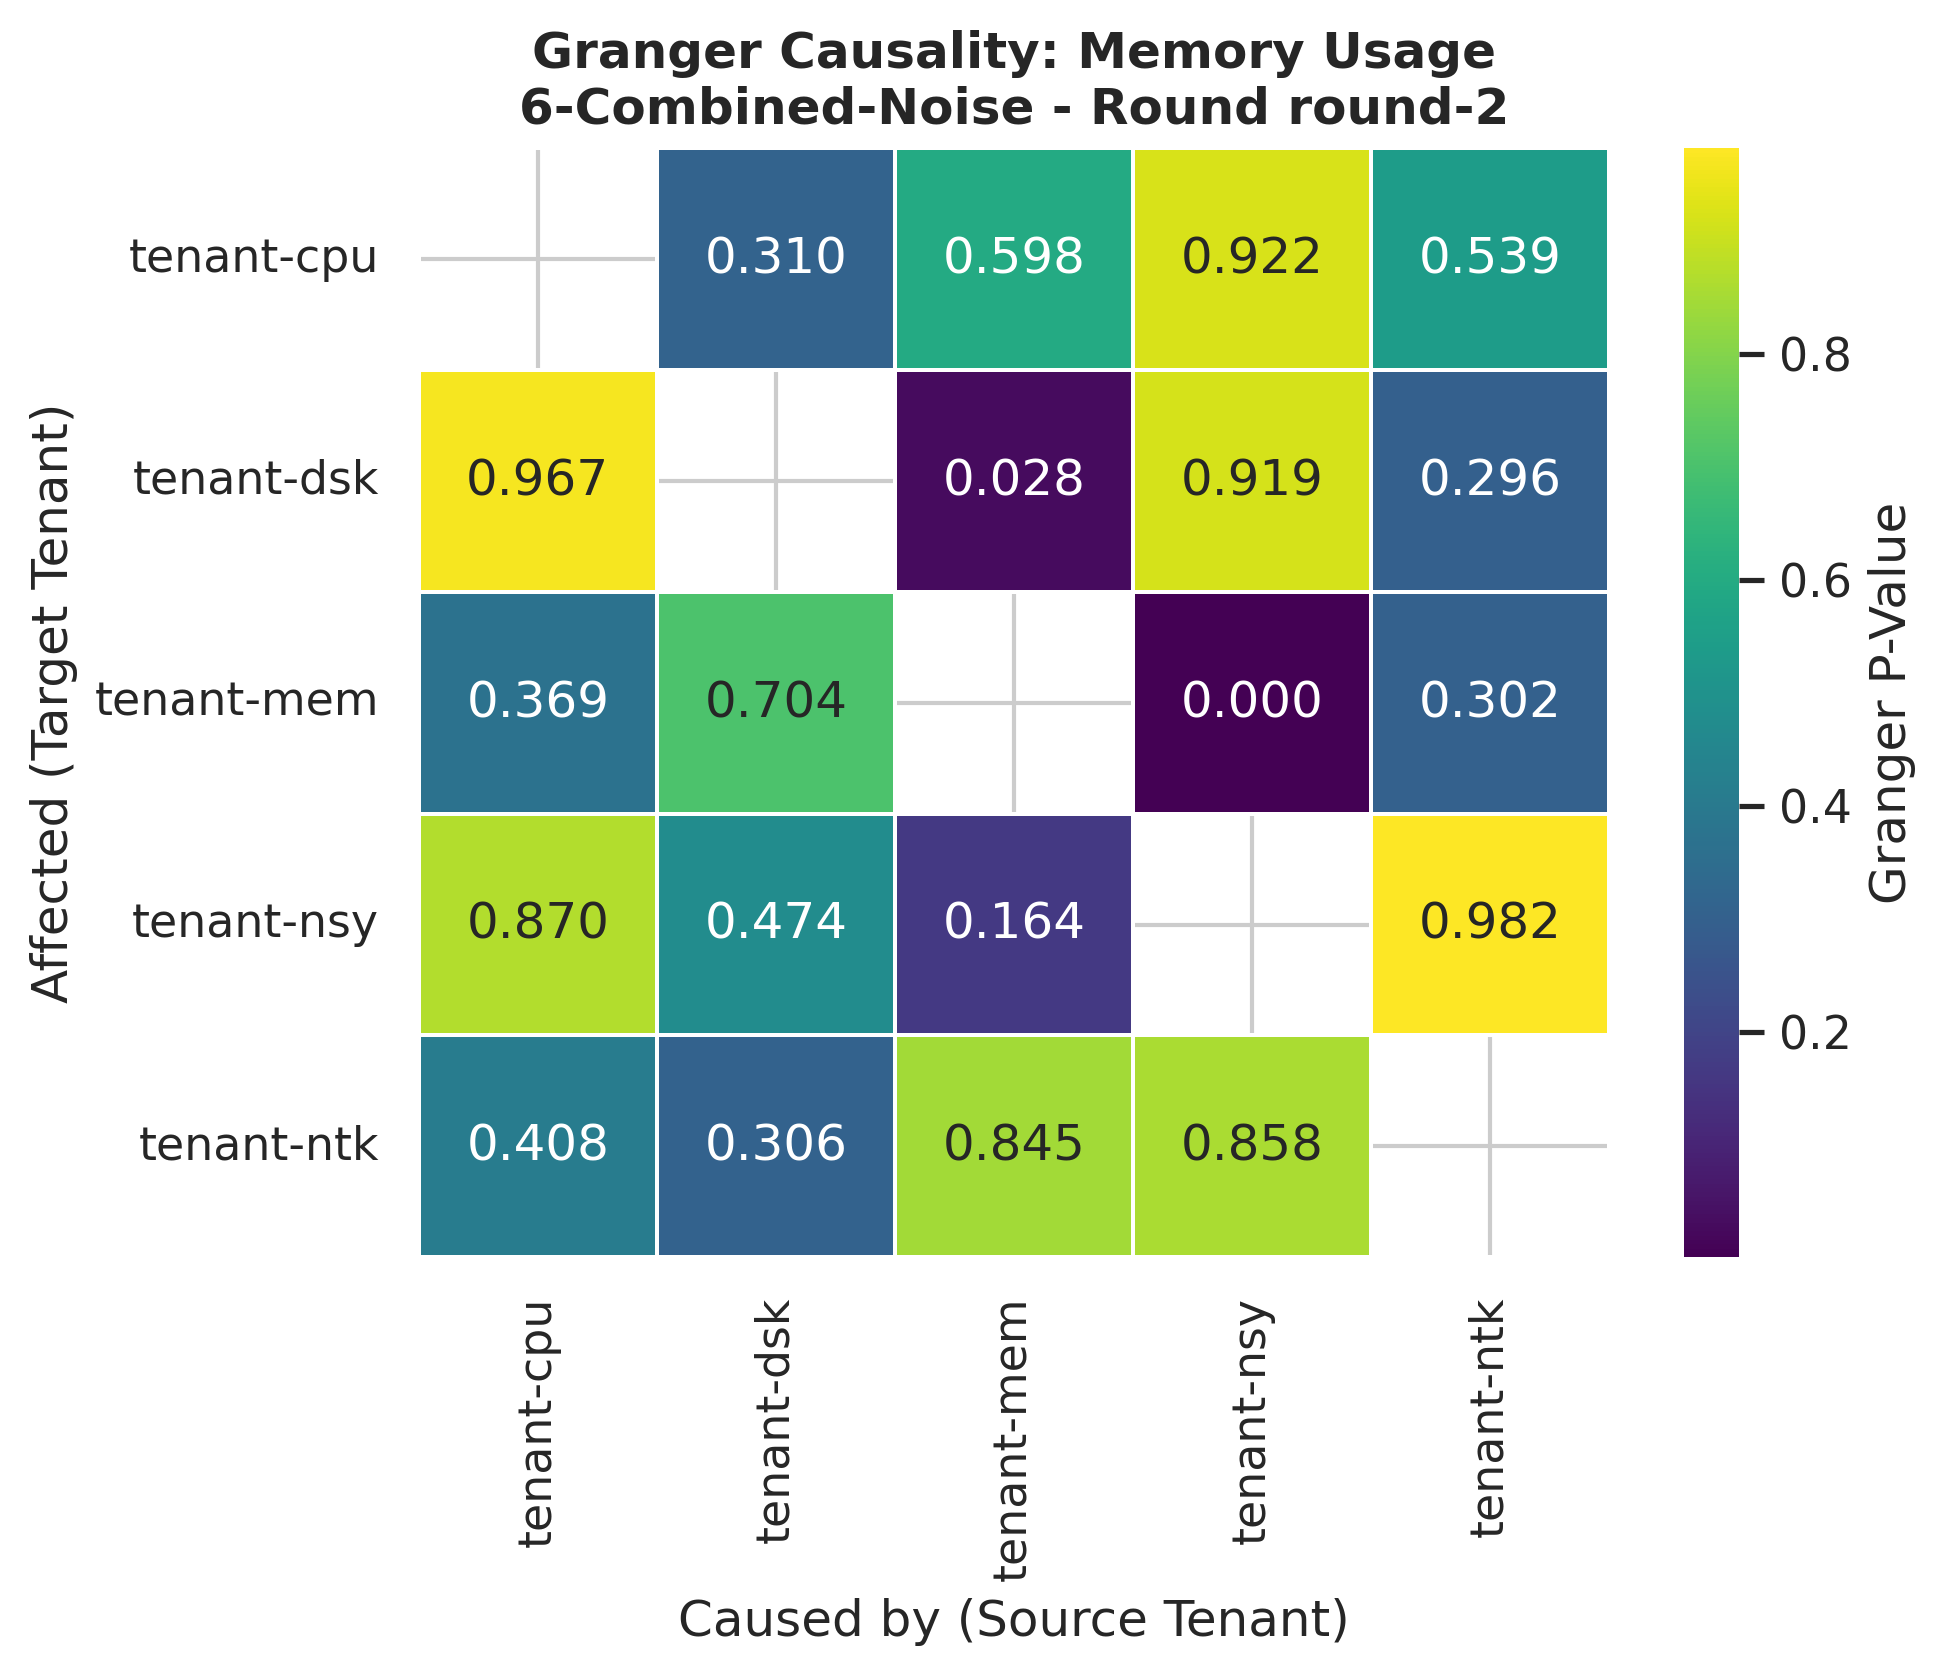 Granger Causality: Memory Usage
6-Combined-Noise - Round round-2
Affected (Target Tenant)
tenant-cpu
0.310 0.598 0.922 0.539
tenant-dsk
0.967 0.028 0.919 0.296
tenant-mem
0.369 0.704 0.000 0.302
tenant-nsy
0.870 0.474 0.164 0.982
tenant-ntk
0.408 0.306 0.845 0.858
tenant-cpu
tenant-dsk
tenant-mem
tenant-nsy
tenant-ntk
Caused by (Source Tenant)
0.8
0.6
0.4
0.2
Granger P-Value